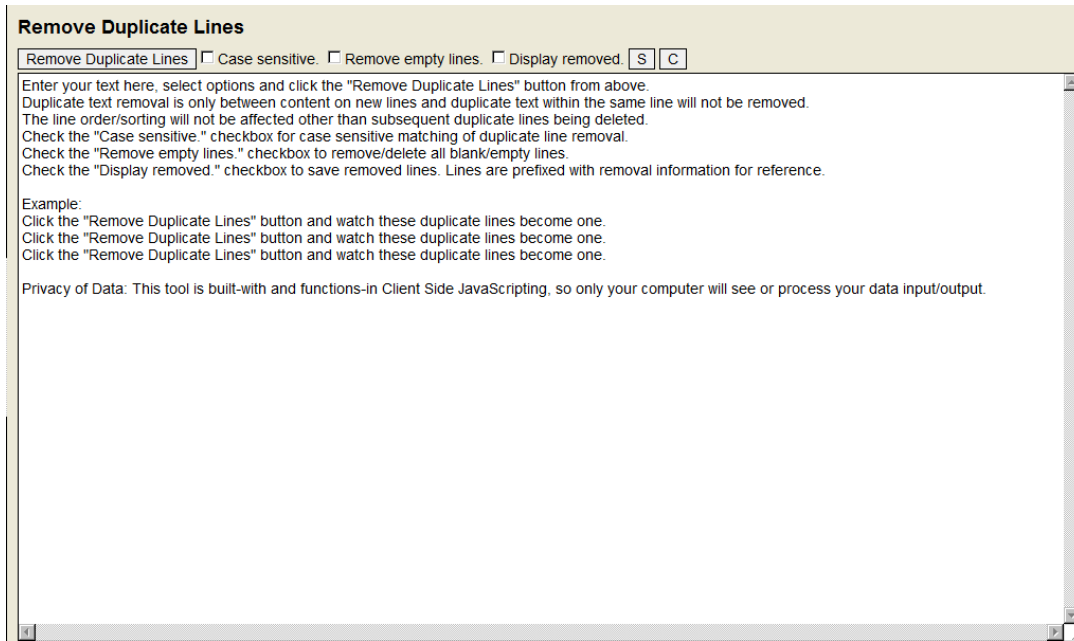 Remove Duplicate Lines
Remove Duplicate Lines Case sensitive. Remove empty lines. Display removed. S C
Enter your text here, select options and click the "Remove Duplicate Lines" button from above.
Duplicate text removal is only between content on new lines and duplicate text within the same line will not be removed.
The line order/sorting will not be affected other than subsequent duplicate lines being deleted.
Check the "Case sensitive." checkbox for case sensitive matching of duplicate line removal.
Check the "Remove empty lines." checkbox to remove/delete all blank/empty lines.
Check the "Display removed." checkbox to save removed lines. Lines are prefixed with removal information for reference.
Example:
Click the "Remove Duplicate Lines" button and watch these duplicate lines become one.
Click the "Remove Duplicate Lines" button and watch these duplicate lines become one.
Click the "Remove Duplicate Lines" button and watch these duplicate lines become one.
Privacy of Data: This tool is built-with and functions-in Client Side JavaScripting, so only your computer will see or process your data input/output.